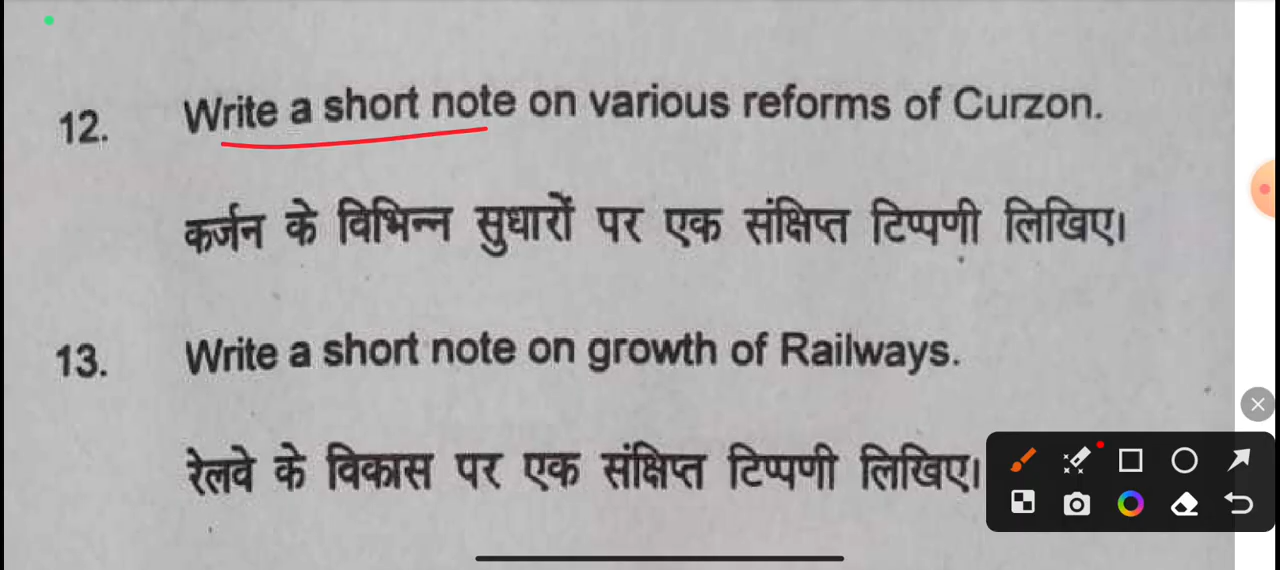 12. Write a short note on various reforms of Curzon.
कर्जन के विभिन्न सुधारों पर एक संक्षिप्त टिप्पणी लिखिए।
13. Write a short note on growth of Railways.
रेलवे के विकास पर एक संक्षिप्त टिप्पणी लिखिए।